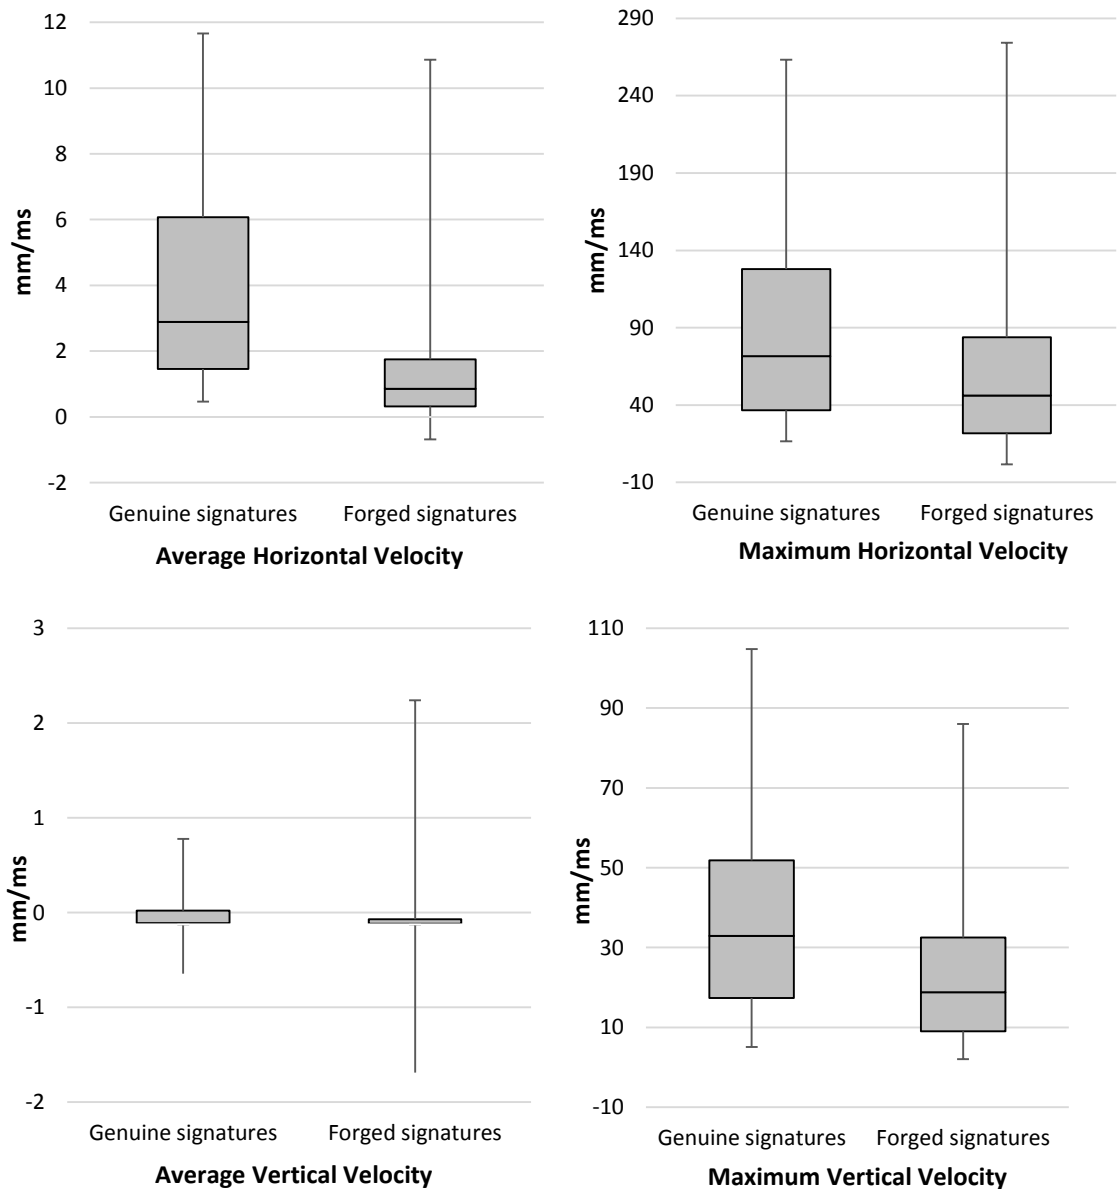 12
10
8
6
4
2
0
-2
mm/ms
Genuine signatures
Forged signatures
Average Horizontal Velocity
290
240
190
140
90
40
-10
mm/ms
Genuine signatures
Forged signatures
Maximum Horizontal Velocity
3
2
1
0
-1
-2
mm/ms
Genuine signatures
Forged signatures
Average Vertical Velocity
110
90
70
50
30
10
-10
mm/ms
Genuine signatures
Forged signatures
Maximum Vertical Velocity